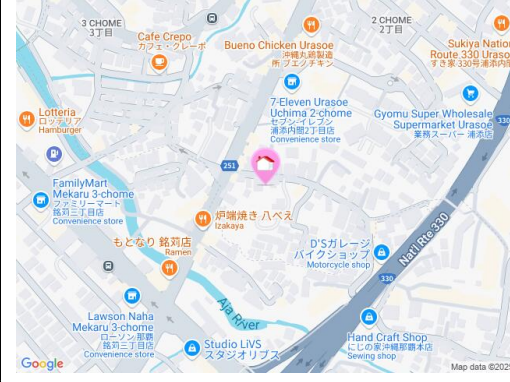 3 CHOME
3丁目
2 CHOME
2丁目
Cafe Crepo
カフェ・クレーポ
Bueno Chicken Urasoe
沖縄丸鶏製造
所 ブエノチキン
Sukiya Natio
Route 330 Uraso
すき家 330号浦添内間
7-Eleven Urasoe
Uchima 2-chome
セブン-イレブン
浦添内間2丁目店
Convenience store
Gyomu Super Wholesale
Supermarket Urasoe
業務スーパー 浦添店
330
Lotteria
ロッテリア
Hamburger
251
FamilyMart
Mekaru 3-chome
ファミリーマート
銘苅三丁目店
Convenience store
炉端焼き 八べえ
Izakaya
もとなり 銘苅店
Ramen
D'Sガレージ
バイクショップ
Motorcycle shop
Nat'l Rte 330
330
Aja River
Lawson Naha
Mekaru 3-chome
ローソン 那覇
銘苅三丁目店
Convenience store
Studio LiVS
スタジオリブス
Hand Craft Shop
にじの家沖縄那覇本店
Sewing shop
Google
Map data ©2025